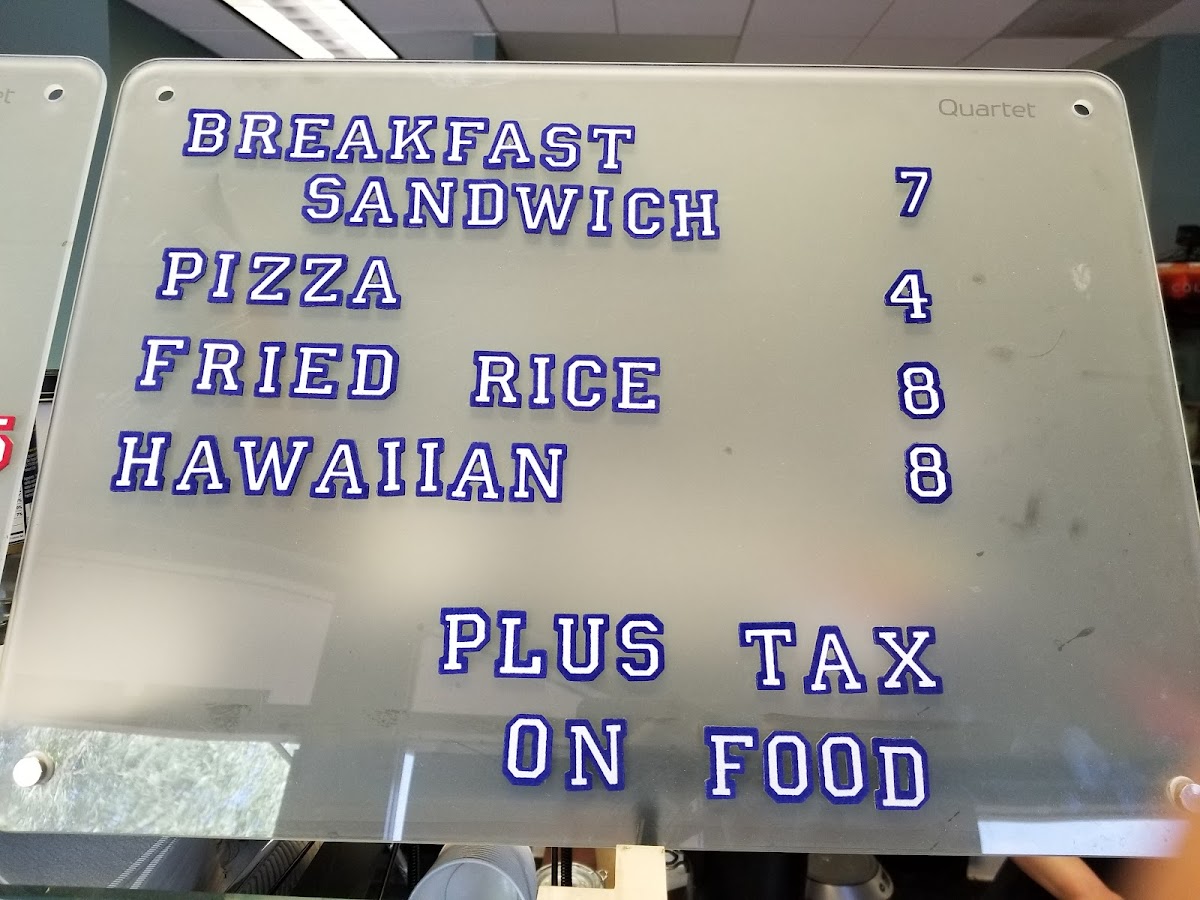 Quartet
BREAKFAST
SANDWICH 7
PIZZA 4
FRIED RICE 8
HAWAIIAN 8
PLUS TAX
ON FOOD